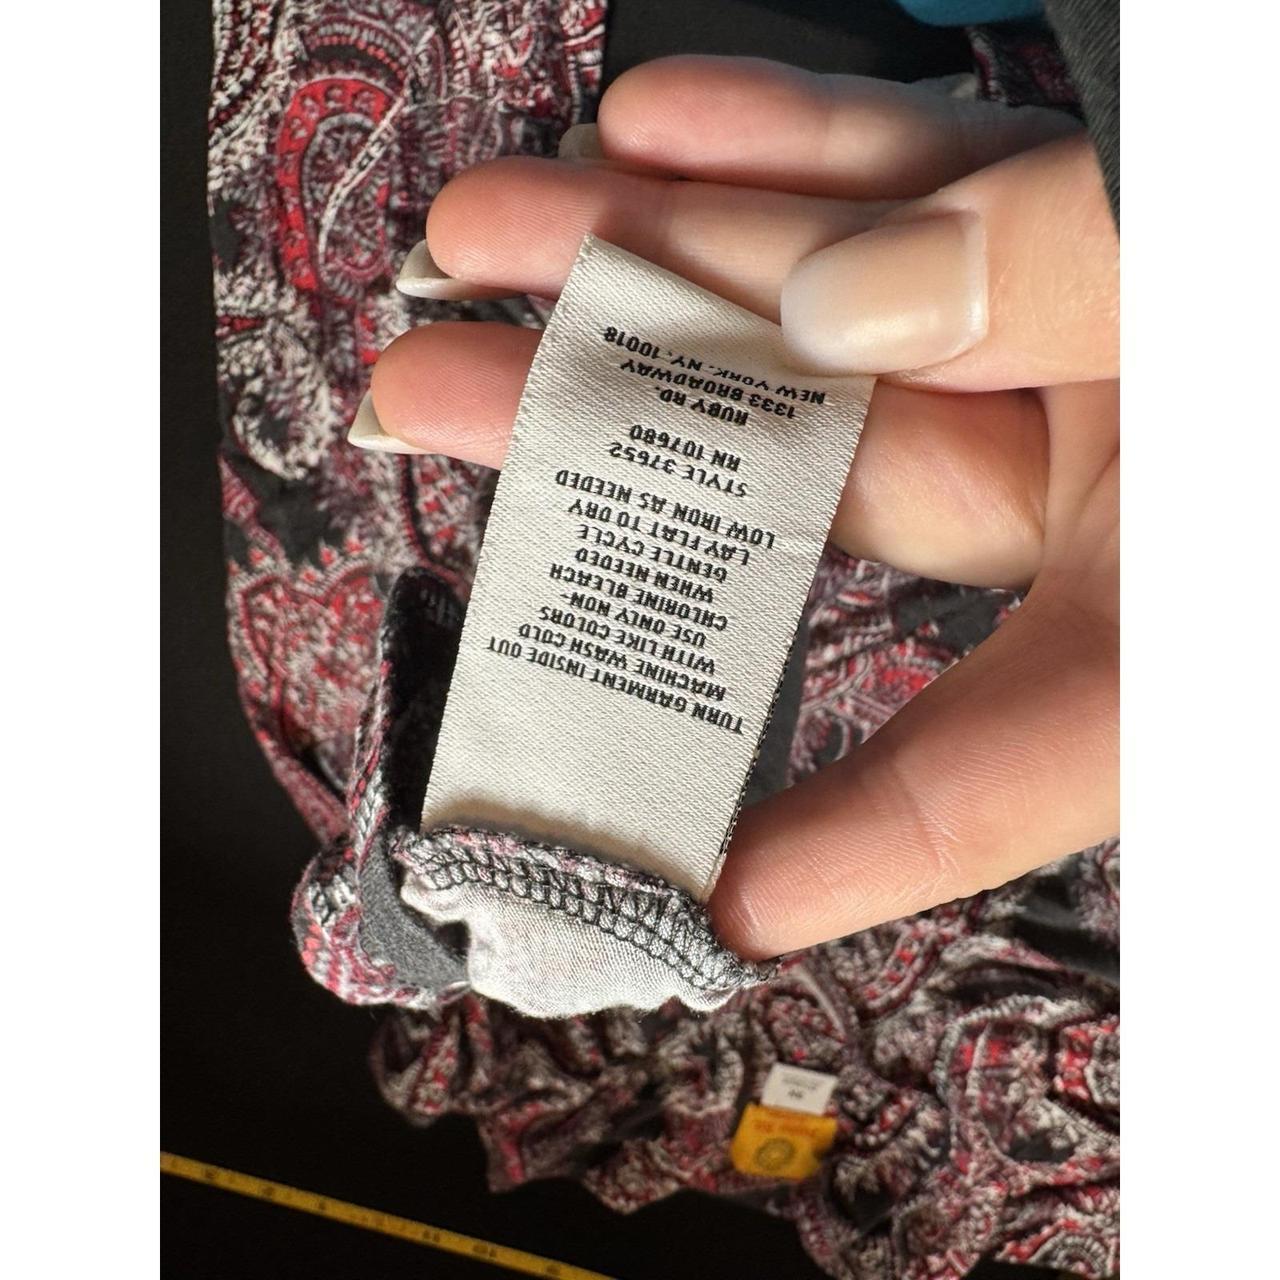 TURN GARMENT INSIDE OUT
MACHINE WASH COLD
WITH LIKE COLORS
USE ONLY NON-
CHLORINE BLEACH
WHEN NEEDED
GENTLE CYCLE
LAY FLAT TO DRY
LOW IRON AS NEEDED
STYLE 37652
RN 107680
RUBY RD.
1333 BROADWAY
NEW YORK. NY. 10018